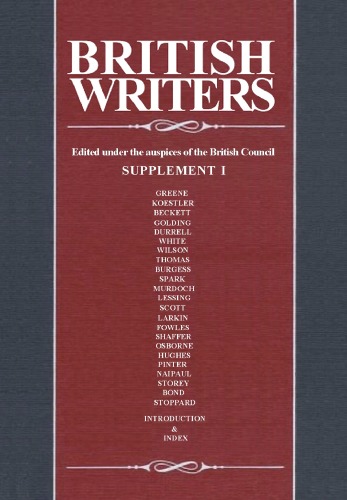 BRITISH
WRITERS
Edited under the auspices of the British Council
SUPPLEMENT I
GREENE
KOESTLER
BECKETT
GOLDING
DURRELL
WHITE
WILSON
THOMAS
BURGESS
SPARK
MURDOCH
LESSING
SCOTT
LARKIN
FOWLES
SHAFFER
OSBORNE
HUGHES
PINTER
NAIPAUL
STOREY
BOND
STOPPARD
INTRODUCTION
&
INDEX